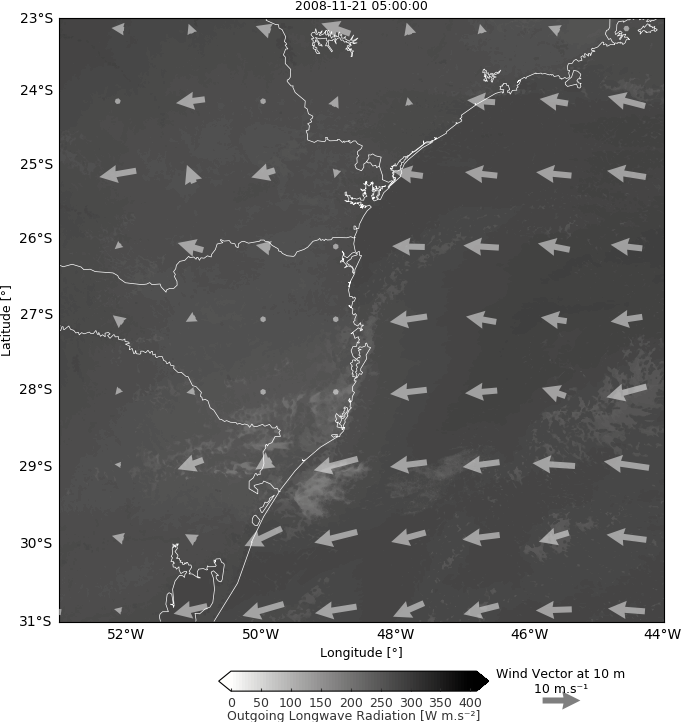 2008-11-21 05:00:00
23°S
24°S
25°S
26°S
27°S
28°S
29°S
30°S
31°S
Latitude [°]
52°W 50°W 48°W 46°W 44°W
Longitude [°]
0 50 100 150 200 250 300 350 400
Outgoing Longwave Radiation [W m.s⁻²]
Wind Vector at 10 m
10 m.s⁻¹